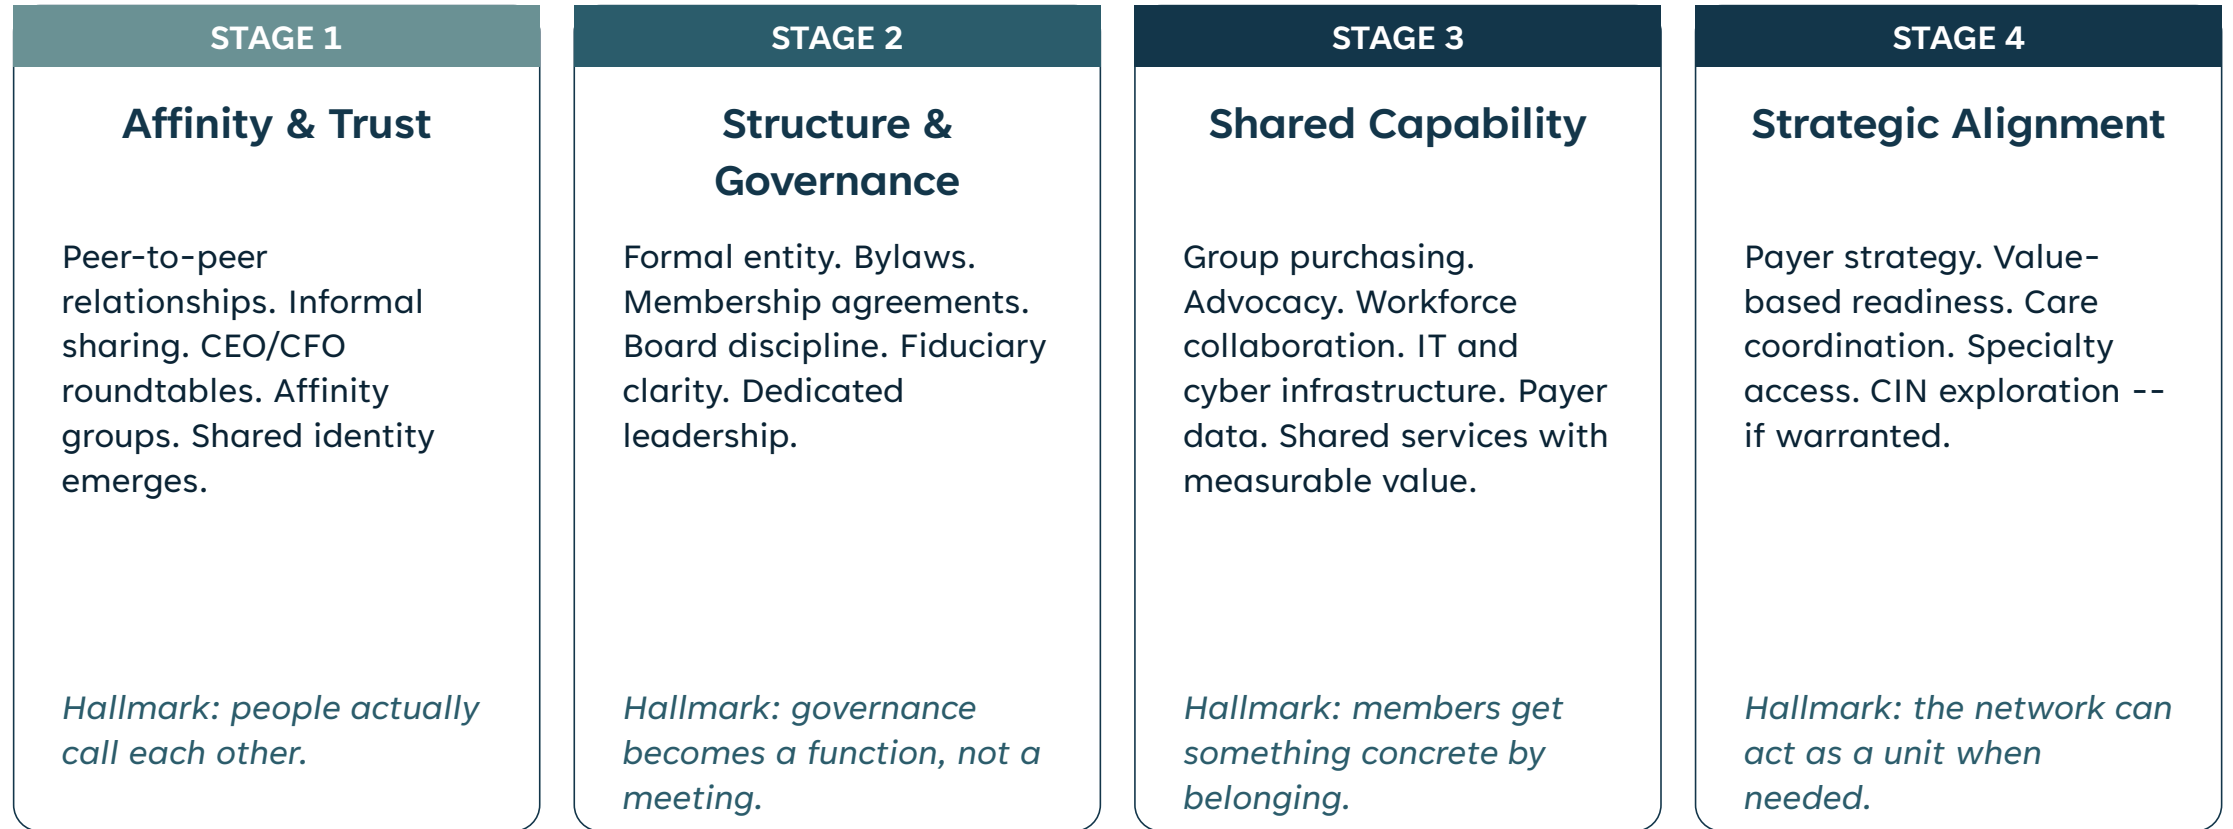 STAGE 1
Affinity & Trust
Peer-to-peer
relationships. Informal
sharing. CEO/CFO
roundtables. Affinity
groups. Shared identity
emerges.
Hallmark: people actually
call each other.
STAGE 2
Structure &
Governance
Formal entity. Bylaws.
Membership agreements.
Board discipline. Fiduciary
clarity. Dedicated
leadership.
Hallmark: governance
becomes a function, not a
meeting.
STAGE 3
Shared Capability
Group purchasing.
Advocacy. Workforce
collaboration. IT and
cyber infrastructure. Payer
data. Shared services with
measurable value.
Hallmark: members get
something concrete by
belonging.
STAGE 4
Strategic Alignment
Payer strategy. Value-
based readiness. Care
coordination. Specialty
access. CIN exploration --
if warranted.
Hallmark: the network can
act as a unit when
needed.